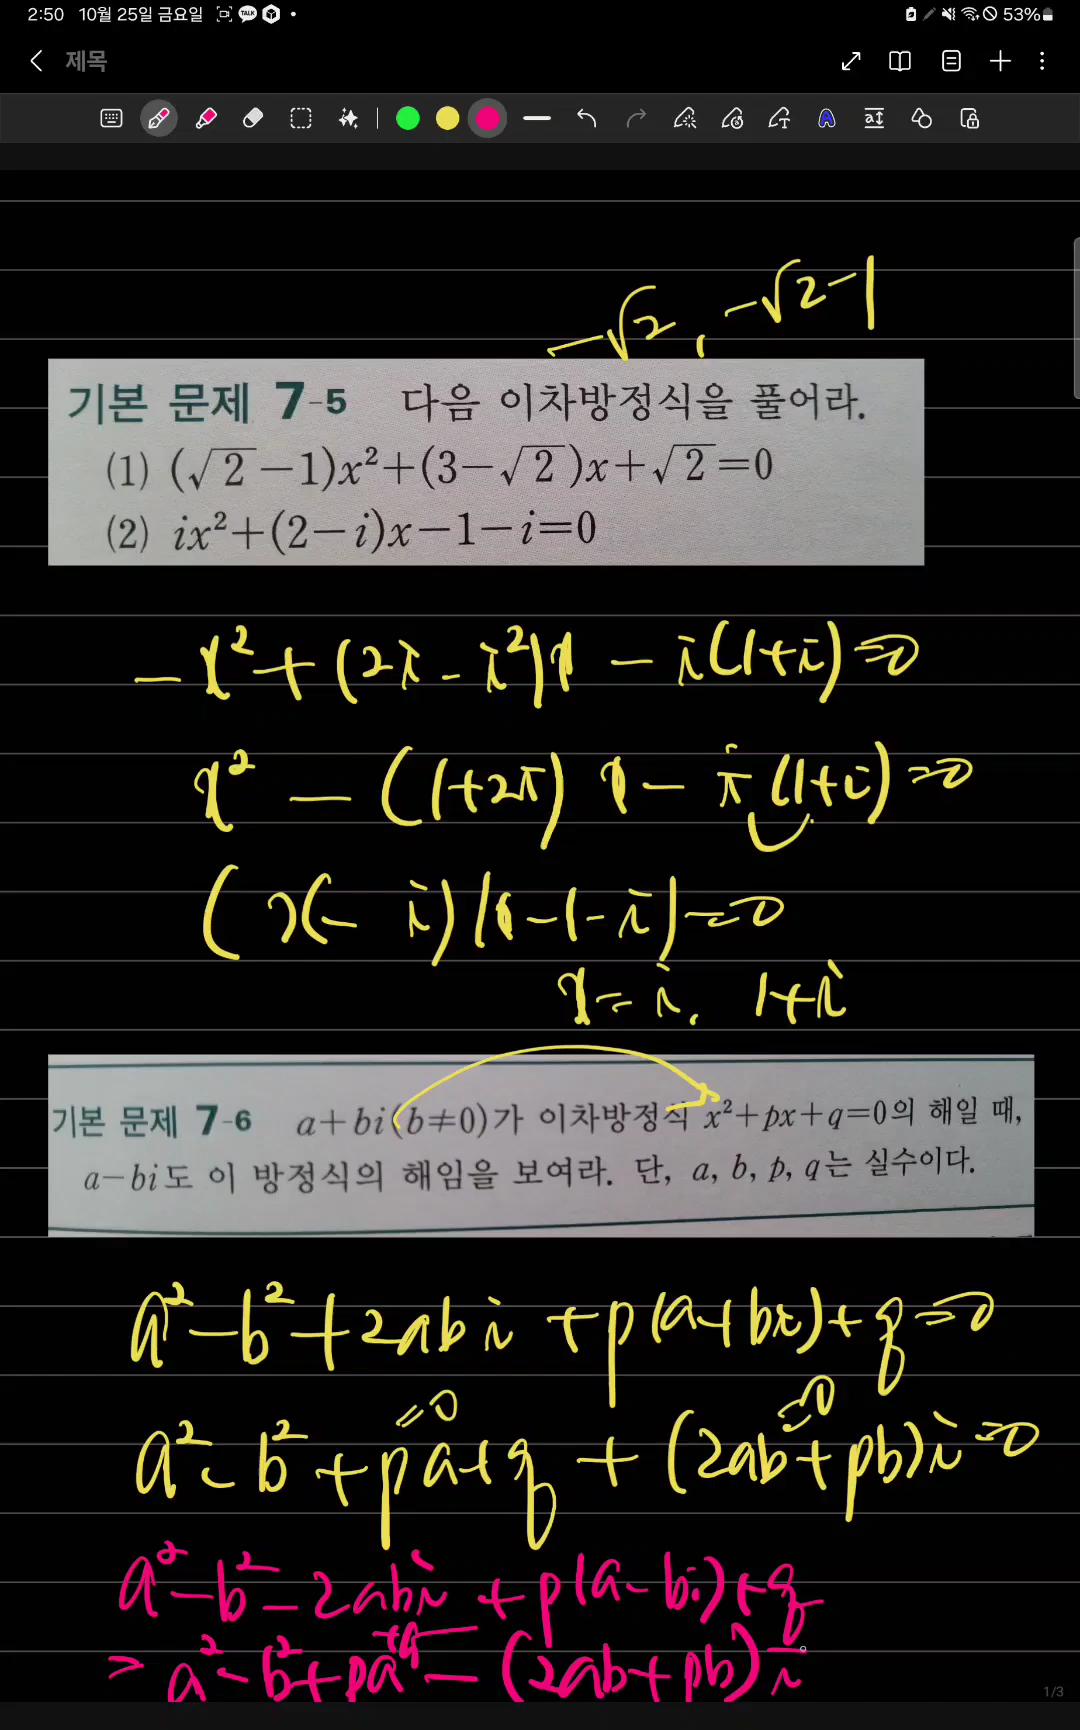 2:50 10월 25일 금요일 TALK • 53%
제목
-√2, -√2-1
기본 문제 7-5 다음 이차방정식을 풀어라.
(1) (√2-1)x²+(3-√2)x+√2=0
(2) ix²+(2-i)x-1-i=0
-x²+(2i-i²)x-i(1+i)=0
x²-(1+2i)x-i(1+i)=0
(x-i)(x-1-i)=0
x=i, 1+i
기본 문제 7-6 a+bi(b≠0)가 이차방정식 x²+px+q=0의 해일 때,
a-bi도 이 방정식의 해임을 보여라. 단, a, b, p, q는 실수이다.
a²-b²+2abi+p(a+bi)+q=0
=0 =0
a²-b²+pa+q+(2ab+pb)i=0
a²-b²-2abi+p(a-bi)+q
=a²-b²+pa+q-(2ab+pb)i
1/3